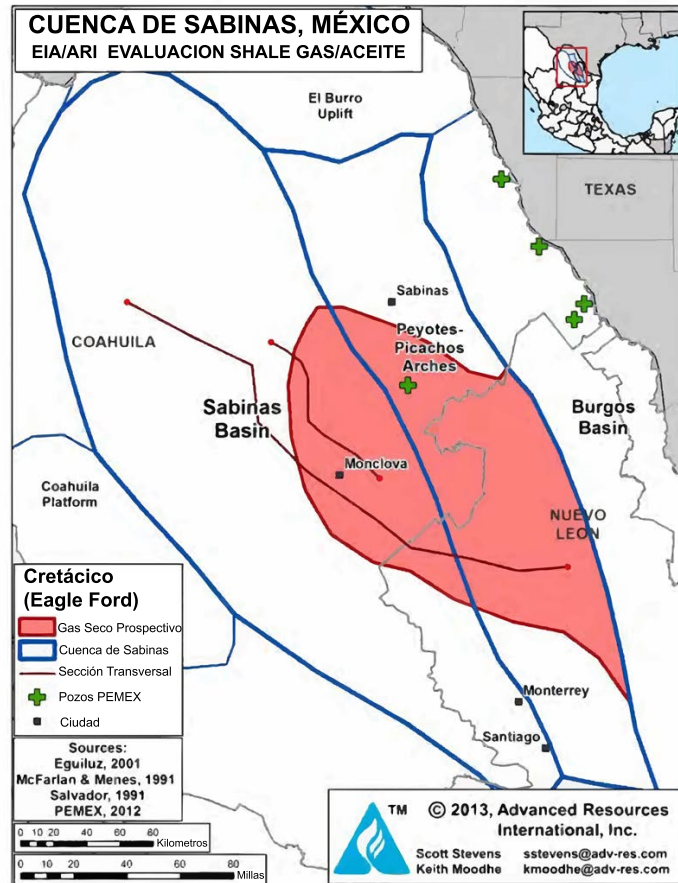 CUENCA DE SABINAS, MÉXICO
EIA/ARI EVALUACION SHALE GAS/ACEITE
El Burro
Uplift
TEXAS
Sabinas
COAHUILA
Peyotes-
Picachos
Arches
Sabinas
Basin
Burgos
Basin
Monclova
Coahuila
Platform
NUEVO
LEON
Cretácico
(Eagle Ford)
Gas Seco Prospectivo
Cuenca de Sabinas
Sección Transversal
Pozos PEMEX
Ciudad
Monterrey
Santiago
Sources:
Eguiluz, 2001
McFarlan & Menes, 1991
Salvador, 1991
PEMEX, 2012
0 10 20 40 60 80 Kilometros
0 10 20 40 60 80 Millas
TM
© 2013, Advanced Resources
International, Inc.
Scott Stevens sstevens@adv-res.com
Keith Moodhe kmoodhe@adv-res.com